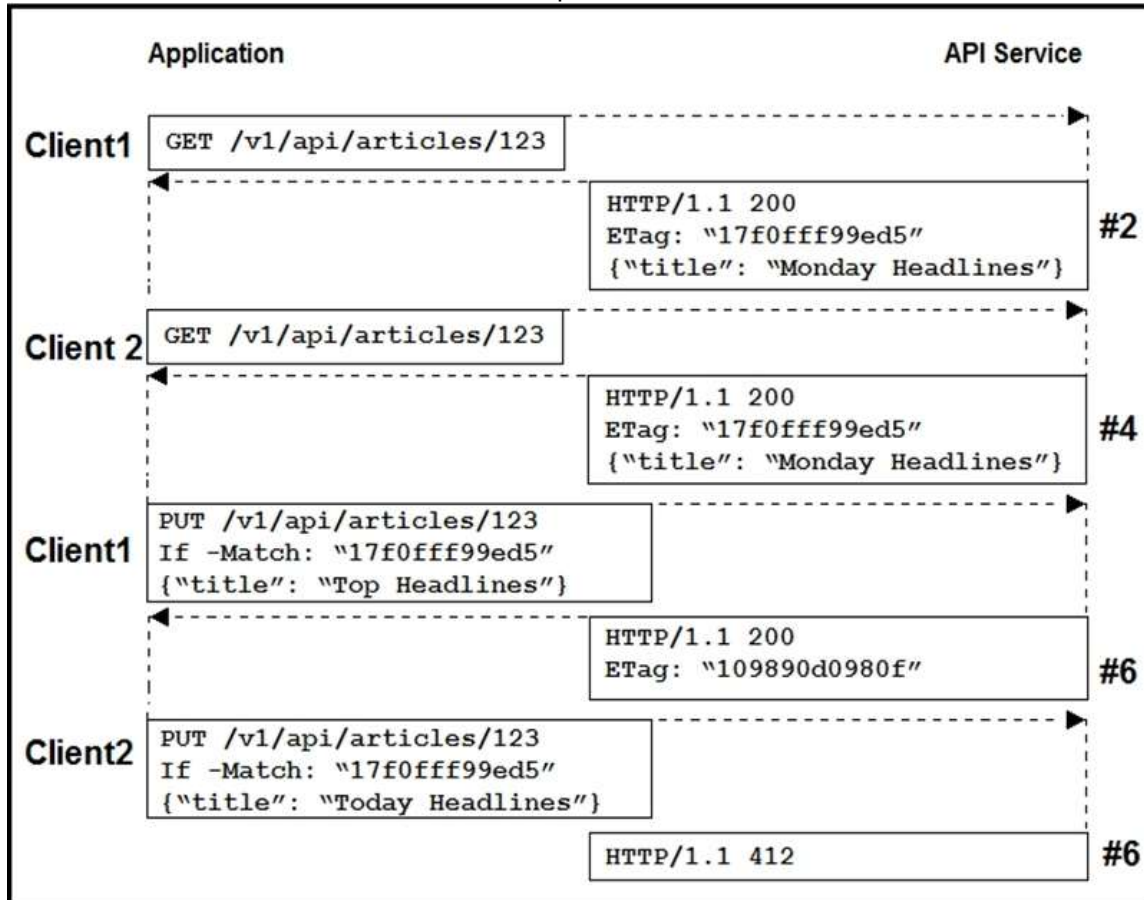 Application API Service
Client1
GET /v1/api/articles/123
HTTP/1.1 200
ETag: “17f0fff99ed5”
{“title”: “Monday Headlines”}
#2
Client 2
GET /v1/api/articles/123
HTTP/1.1 200
ETag: “17f0fff99ed5”
{“title”: “Monday Headlines”}
#4
Client1
PUT /v1/api/articles/123
If -Match: “17f0fff99ed5”
{“title”: “Top Headlines”}
HTTP/1.1 200
ETag: “109890d0980f”
#6
Client2
PUT /v1/api/articles/123
If -Match: “17f0fff99ed5”
{“title”: “Today Headlines”}
HTTP/1.1 412
#6